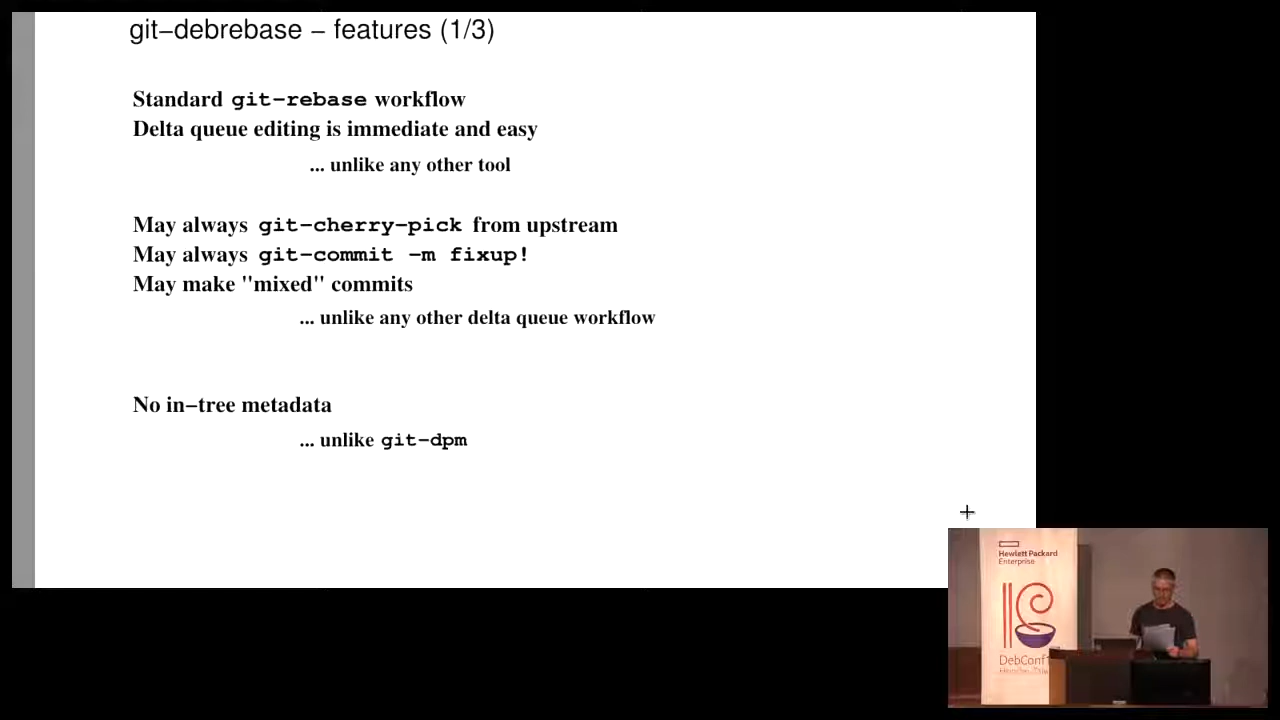 git−debrebase − features (1/3)
Standard git−rebase workflow
Delta queue editing is immediate and easy
... unlike any other tool
May always git−cherry−pick from upstream
May always git−commit −m fixup!
May make "mixed" commits
... unlike any other delta queue workflow
No in−tree metadata
... unlike git−dpm
Hewlett Packard
Enterprise
DebConf